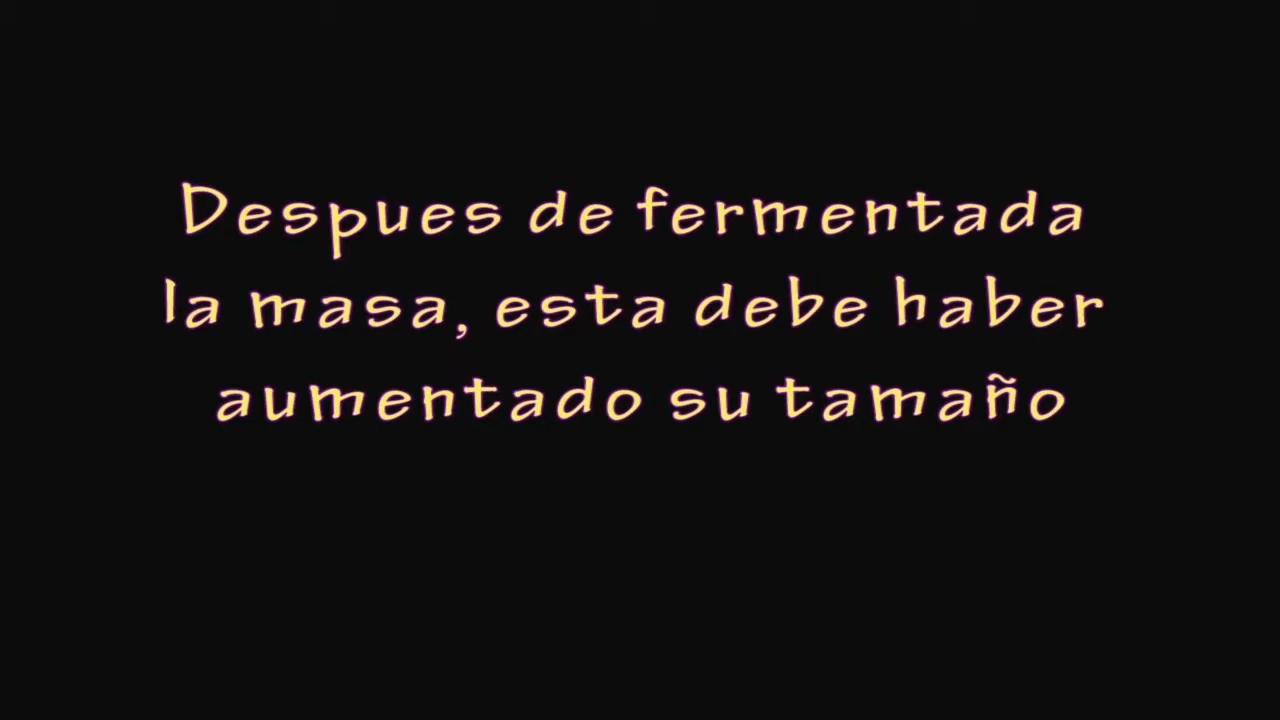 Despues de fermentada
la masa, esta debe haber
aumentado su tamaño